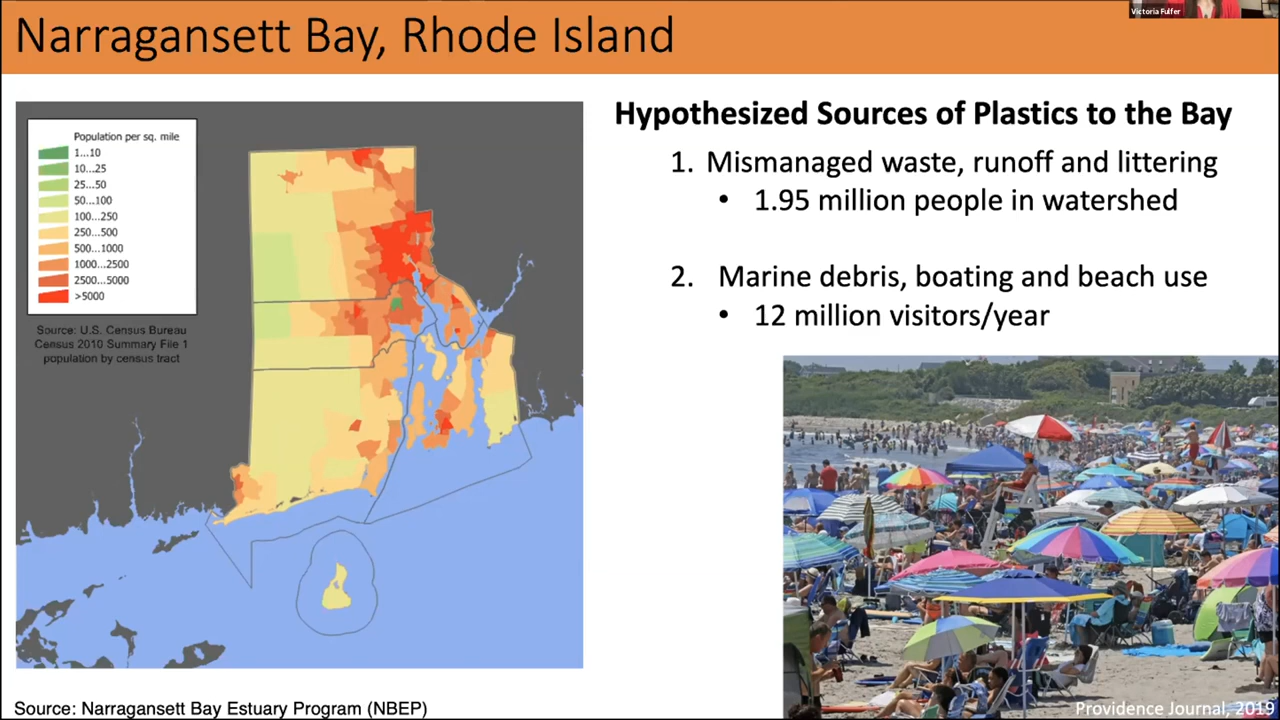 Narragansett Bay, Rhode Island
Victoria Fulfer
Population per sq. mile
1...10
10...25
25...50
50...100
100...250
250...500
500...1000
1000...2500
2500...5000
>5000
Source: U.S. Census Bureau
Census 2010 Summary File 1
population by census tract
Source: Narragansett Bay Estuary Program (NBEP)
Hypothesized Sources of Plastics to the Bay
1. Mismanaged waste, runoff and littering
• 1.95 million people in watershed
2. Marine debris, boating and beach use
• 12 million visitors/year
Providence Journal, 2019